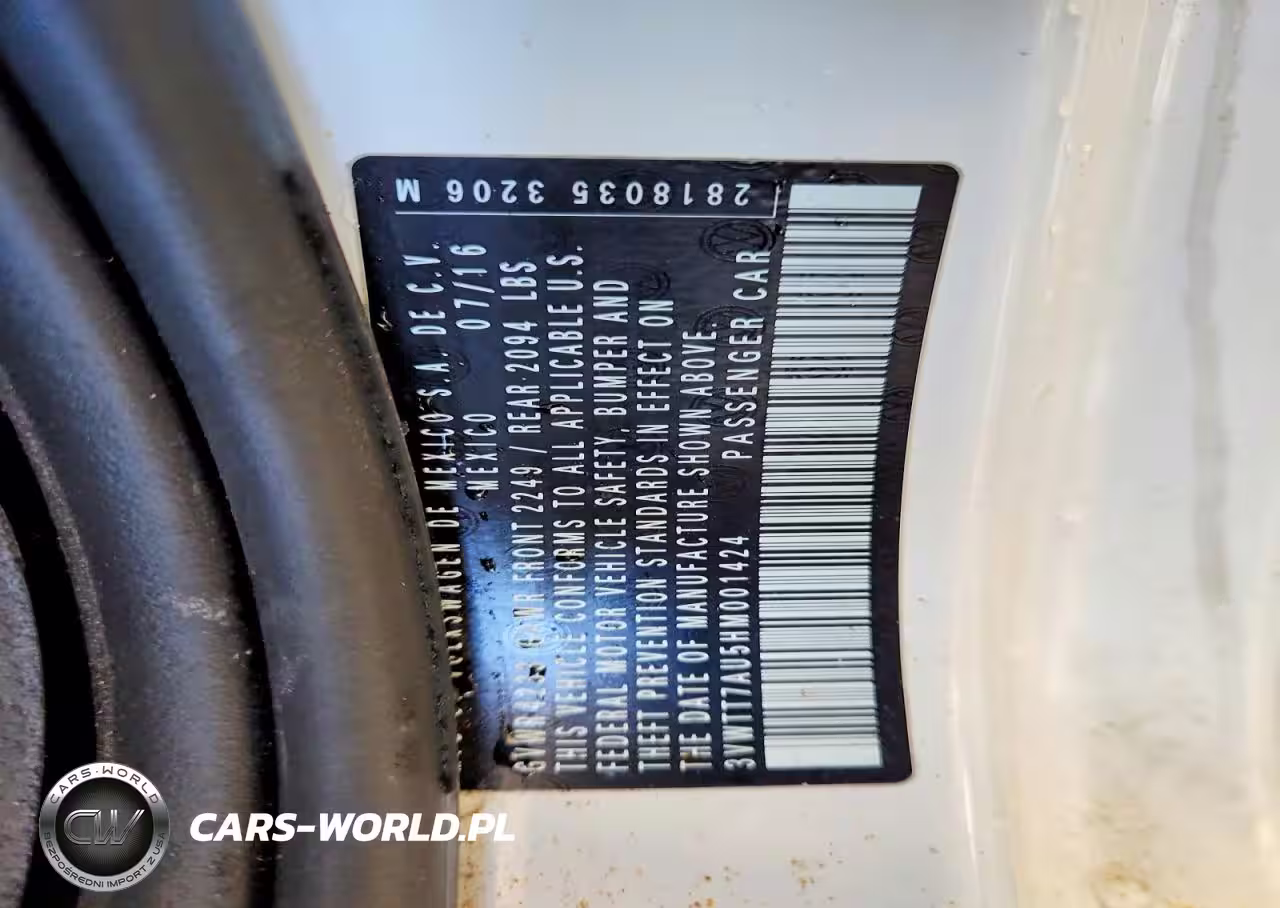 VOLKSWAGEN DE MEXICO S.A. DE C.V.
MEXICO 07/16
FRONT 2249 / REAR 2094 LBS
THIS VEHICLE CONFORMS TO ALL APPLICABLE U.S.
FEDERAL MOTOR VEHICLE SAFETY, BUMPER AND
THEFT PREVENTION STANDARDS IN EFFECT ON
THE DATE OF MANUFACTURE SHOWN ABOVE.
3VWT17AU5HM001424 PASSENGER CAR
2818035 3206 M
CARS-WORLD
CW
BEZPOŚREDNI IMPORT Z USA
CARS-WORLD.PL